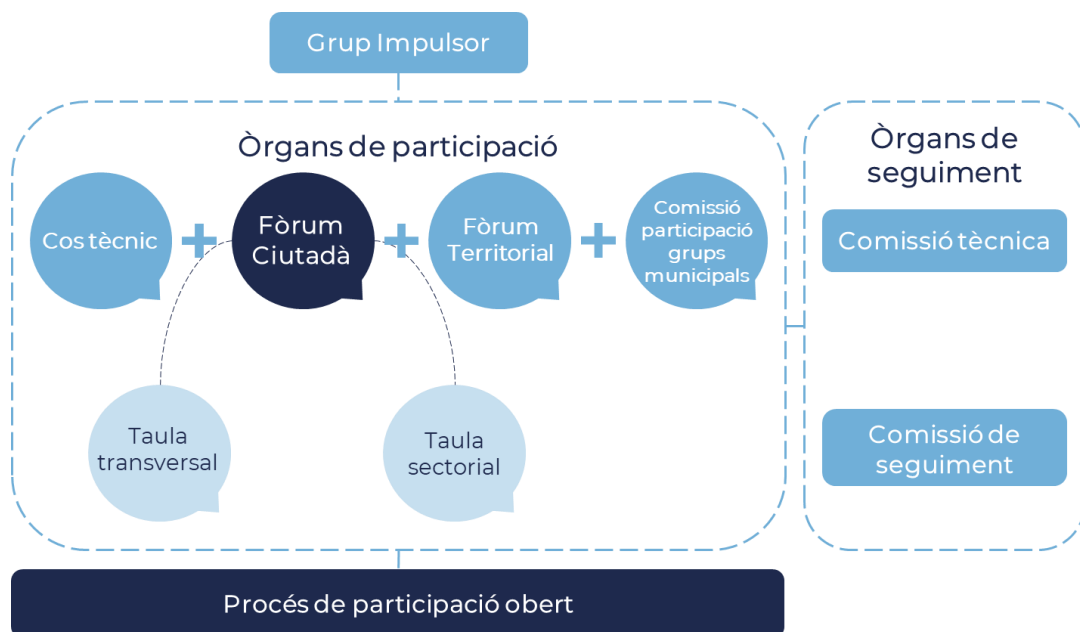 Grup Impulsor
Òrgans de participació
Cos tècnic
Fòrum
Ciutadà
Fòrum
Territorial
Comissió
participació
grups
municipals
Taula
transversal
Taula
sectorial
Òrgans de
seguiment
Comissió tècnica
Comissió de
seguiment
Procés de participació obert